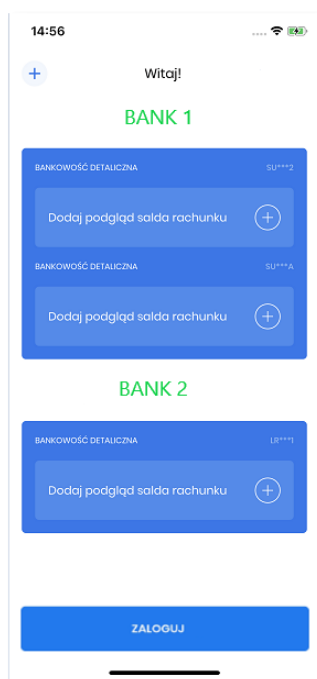 14:56
Witaj!
BANK 1
BANKOWOŚĆ DETALICZNA SU***2
Dodaj podgląd salda rachunku
BANKOWOŚĆ DETALICZNA SU***A
Dodaj podgląd salda rachunku
BANK 2
BANKOWOŚĆ DETALICZNA LR***1
Dodaj podgląd salda rachunku
ZALOGUJ